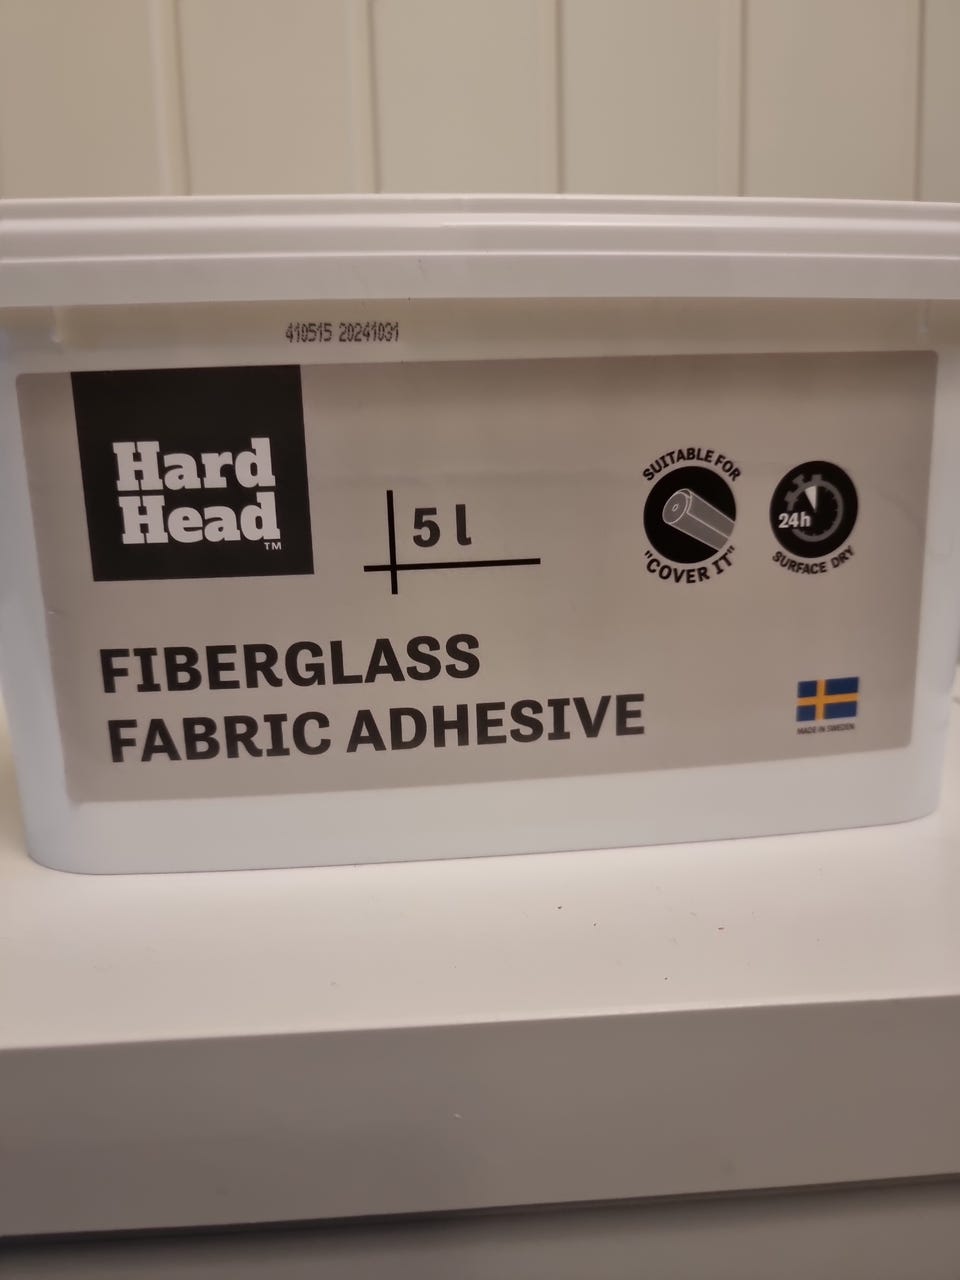 410515 20241031
Hard
Head
TM
5 l
SUITABLE FOR
"COVER IT"
24h
SURFACE DRY
FIBERGLASS
FABRIC ADHESIVE
MADE IN SWEDEN